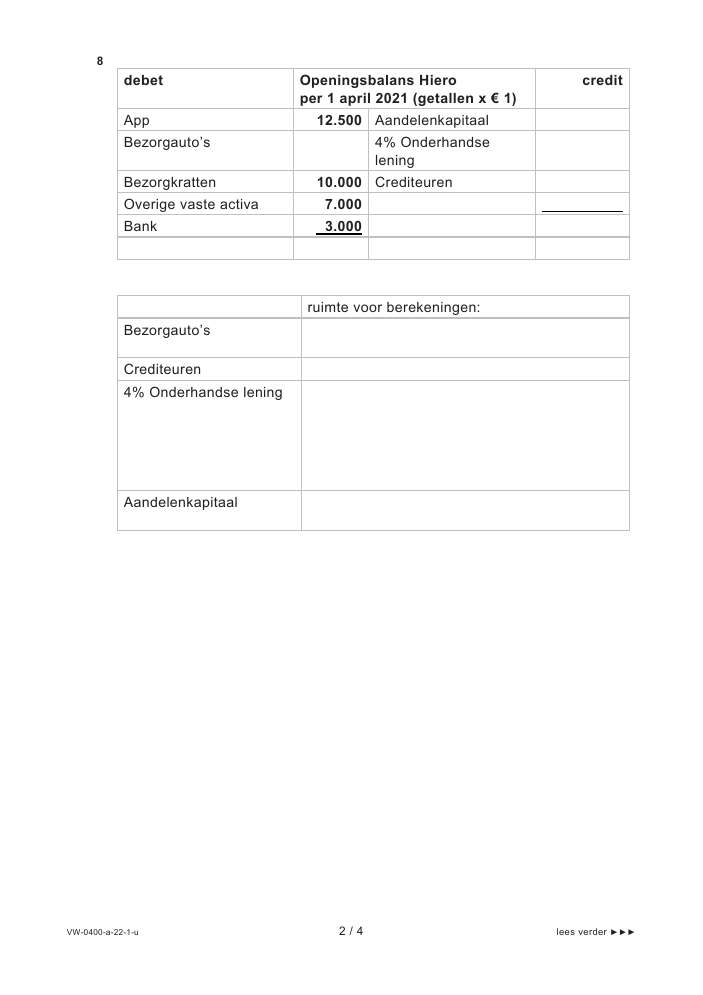 8
debet Openingsbalans Hiero credit
per 1 april 2021 (getallen x € 1)
App 12.500 Aandelenkapitaal
Bezorgauto’s 4% Onderhandse
lening
Bezorgkratten 10.000 Crediteuren
Overige vaste activa 7.000
Bank 3.000
ruimte voor berekeningen:
Bezorgauto’s
Crediteuren
4% Onderhandse lening
Aandelenkapitaal
VW-0400-a-22-1-u 2 / 4 lees verder ►►►